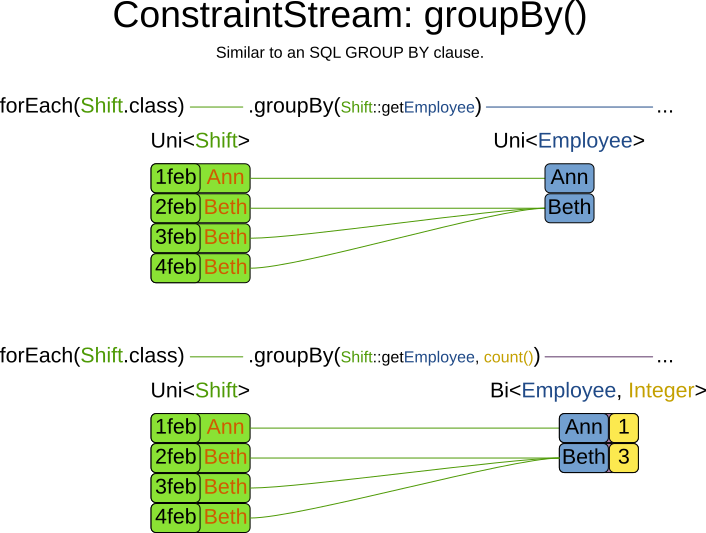 ConstraintStream: groupBy()
Similar to an SQL GROUP BY clause.
forEach(Shift.class) .groupBy(Shift::getEmployee) ...
Uni<Shift> Uni<Employee>
1feb Ann Ann
2feb Beth Beth
3feb Beth
4feb Beth
forEach(Shift.class) .groupBy(Shift::getEmployee, count()) ...
Uni<Shift> Bi<Employee, Integer>
1feb Ann Ann 1
2feb Beth Beth 3
3feb Beth
4feb Beth